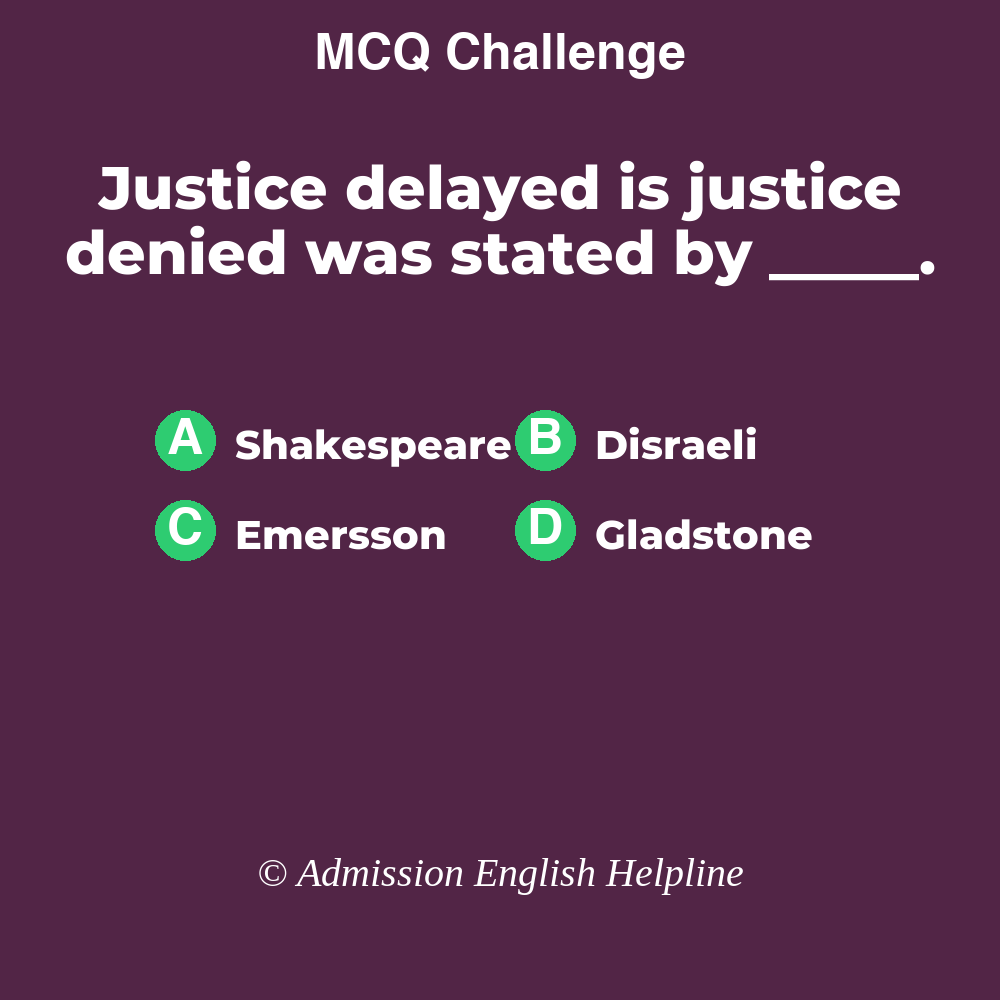 MCQ Challenge
Justice delayed is justice
denied was stated by _____.
A Shakespeare B Disraeli
C Emersson D Gladstone
© Admission English Helpline